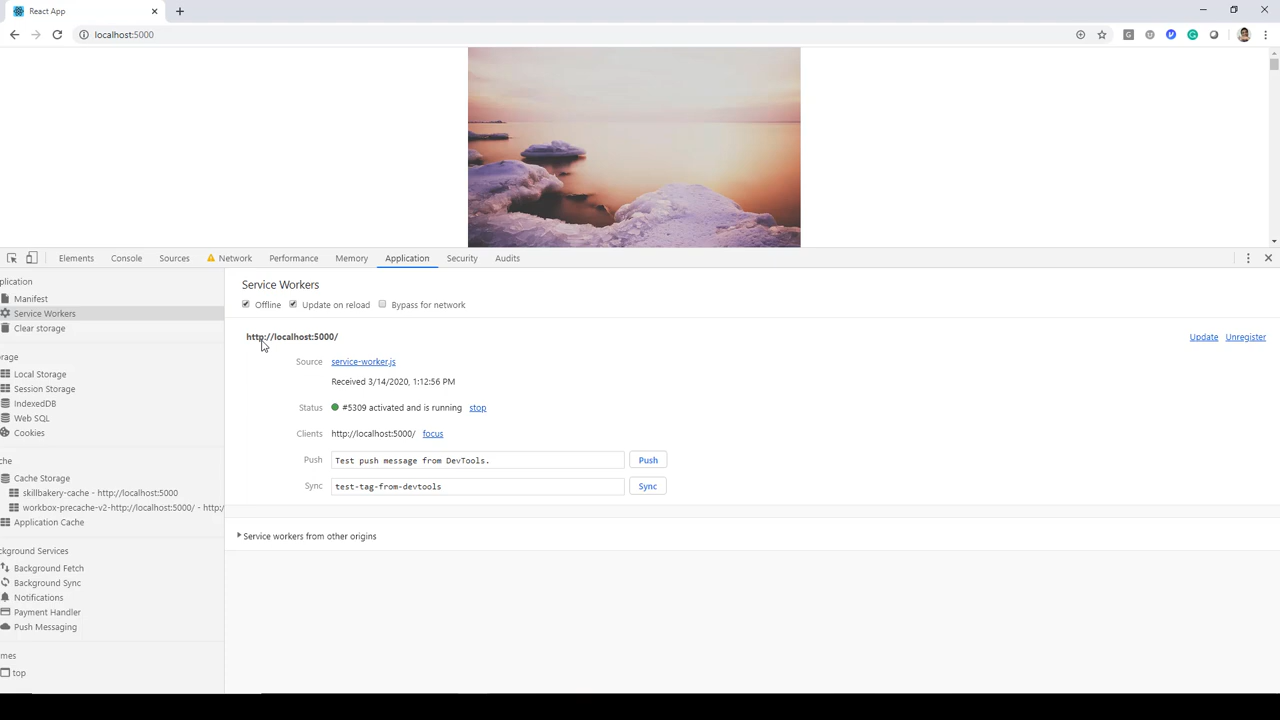 React App
localhost:5000
Elements Console Sources Network Performance Memory Application Security Audits
plication
Manifest
Service Workers
Clear storage
orage
Local Storage
Session Storage
IndexedDB
Web SQL
Cookies
che
Cache Storage
skillbakery-cache - http://localhost:5000
workbox-precache-v2-http://localhost:5000/ - http:/
Application Cache
ckground Services
Background Fetch
Background Sync
Notifications
Payment Handler
Push Messaging
mes
top
Service Workers
Offline Update on reload Bypass for network
http://localhost:5000/ Update Unregister
Source service-worker.js
Received 3/14/2020, 1:12:56 PM
Status #5309 activated and is running stop
Clients http://localhost:5000/ focus
Push Test push message from DevTools. Push
Sync test-tag-from-devtools Sync
Service workers from other origins